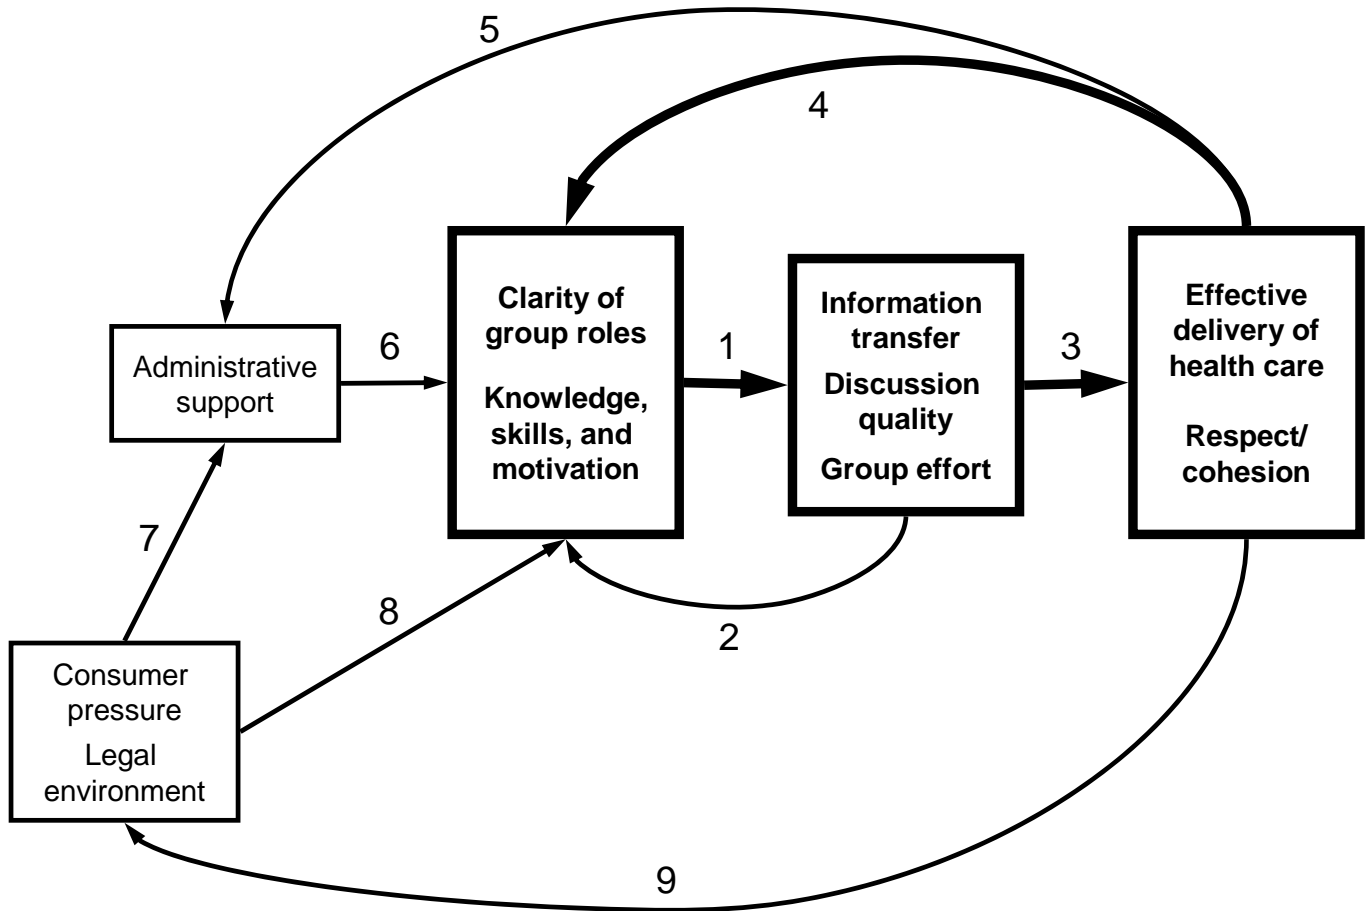 5
4
Clarity of
group roles
Knowledge,
skills, and
motivation
Information
transfer
Discussion
quality
Group effort
Effective
delivery of
health care
Respect/
cohesion
Administrative
support
6
1
3
7
8
2
Consumer
pressure
Legal
environment
9